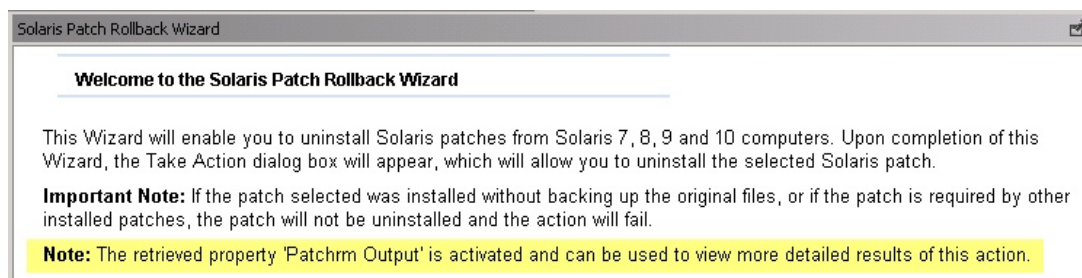 Solaris Patch Rollback Wizard
Welcome to the Solaris Patch Rollback Wizard
This Wizard will enable you to uninstall Solaris patches from Solaris 7, 8, 9 and 10 computers. Upon completion of this
Wizard, the Take Action dialog box will appear, which will allow you to uninstall the selected Solaris patch.
Important Note: If the patch selected was installed without backing up the original files, or if the patch is required by other
installed patches, the patch will not be uninstalled and the action will fail.
Note: The retrieved property 'Patchrm Output' is activated and can be used to view more detailed results of this action.